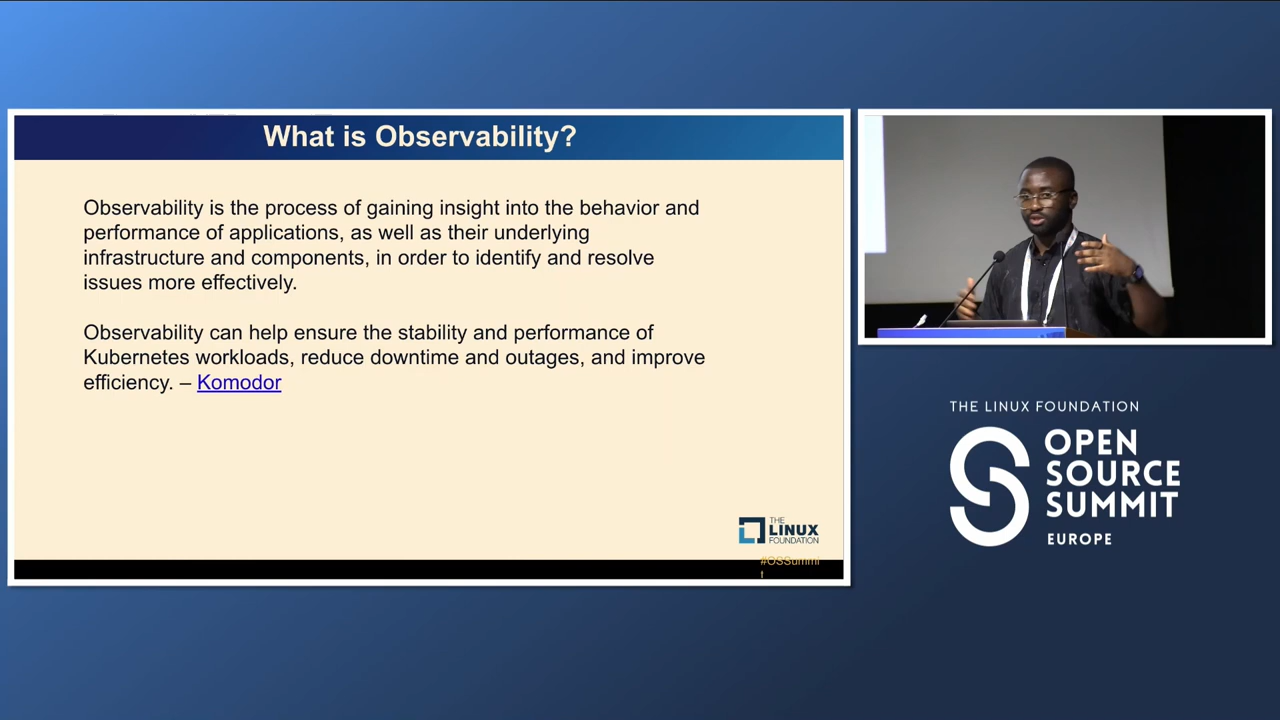 What is Observability?
Observability is the process of gaining insight into the behavior and
performance of applications, as well as their underlying
infrastructure and components, in order to identify and resolve
issues more effectively.
Observability can help ensure the stability and performance of
Kubernetes workloads, reduce downtime and outages, and improve
efficiency. – Komodor
THE
LINUX
FOUNDATION
#OSSummi
t
THE LINUX FOUNDATION
OPEN
SOURCE
SUMMIT
EUROPE